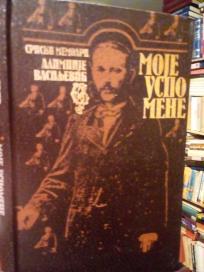 СРПСКИ МЕМОАРИ
АЛИМПИЈЕ
ВАСИЉЕВИЋ
МОЈЕ
УСПО
МЕНЕ
МОЈЕ УСПОМЕНЕ